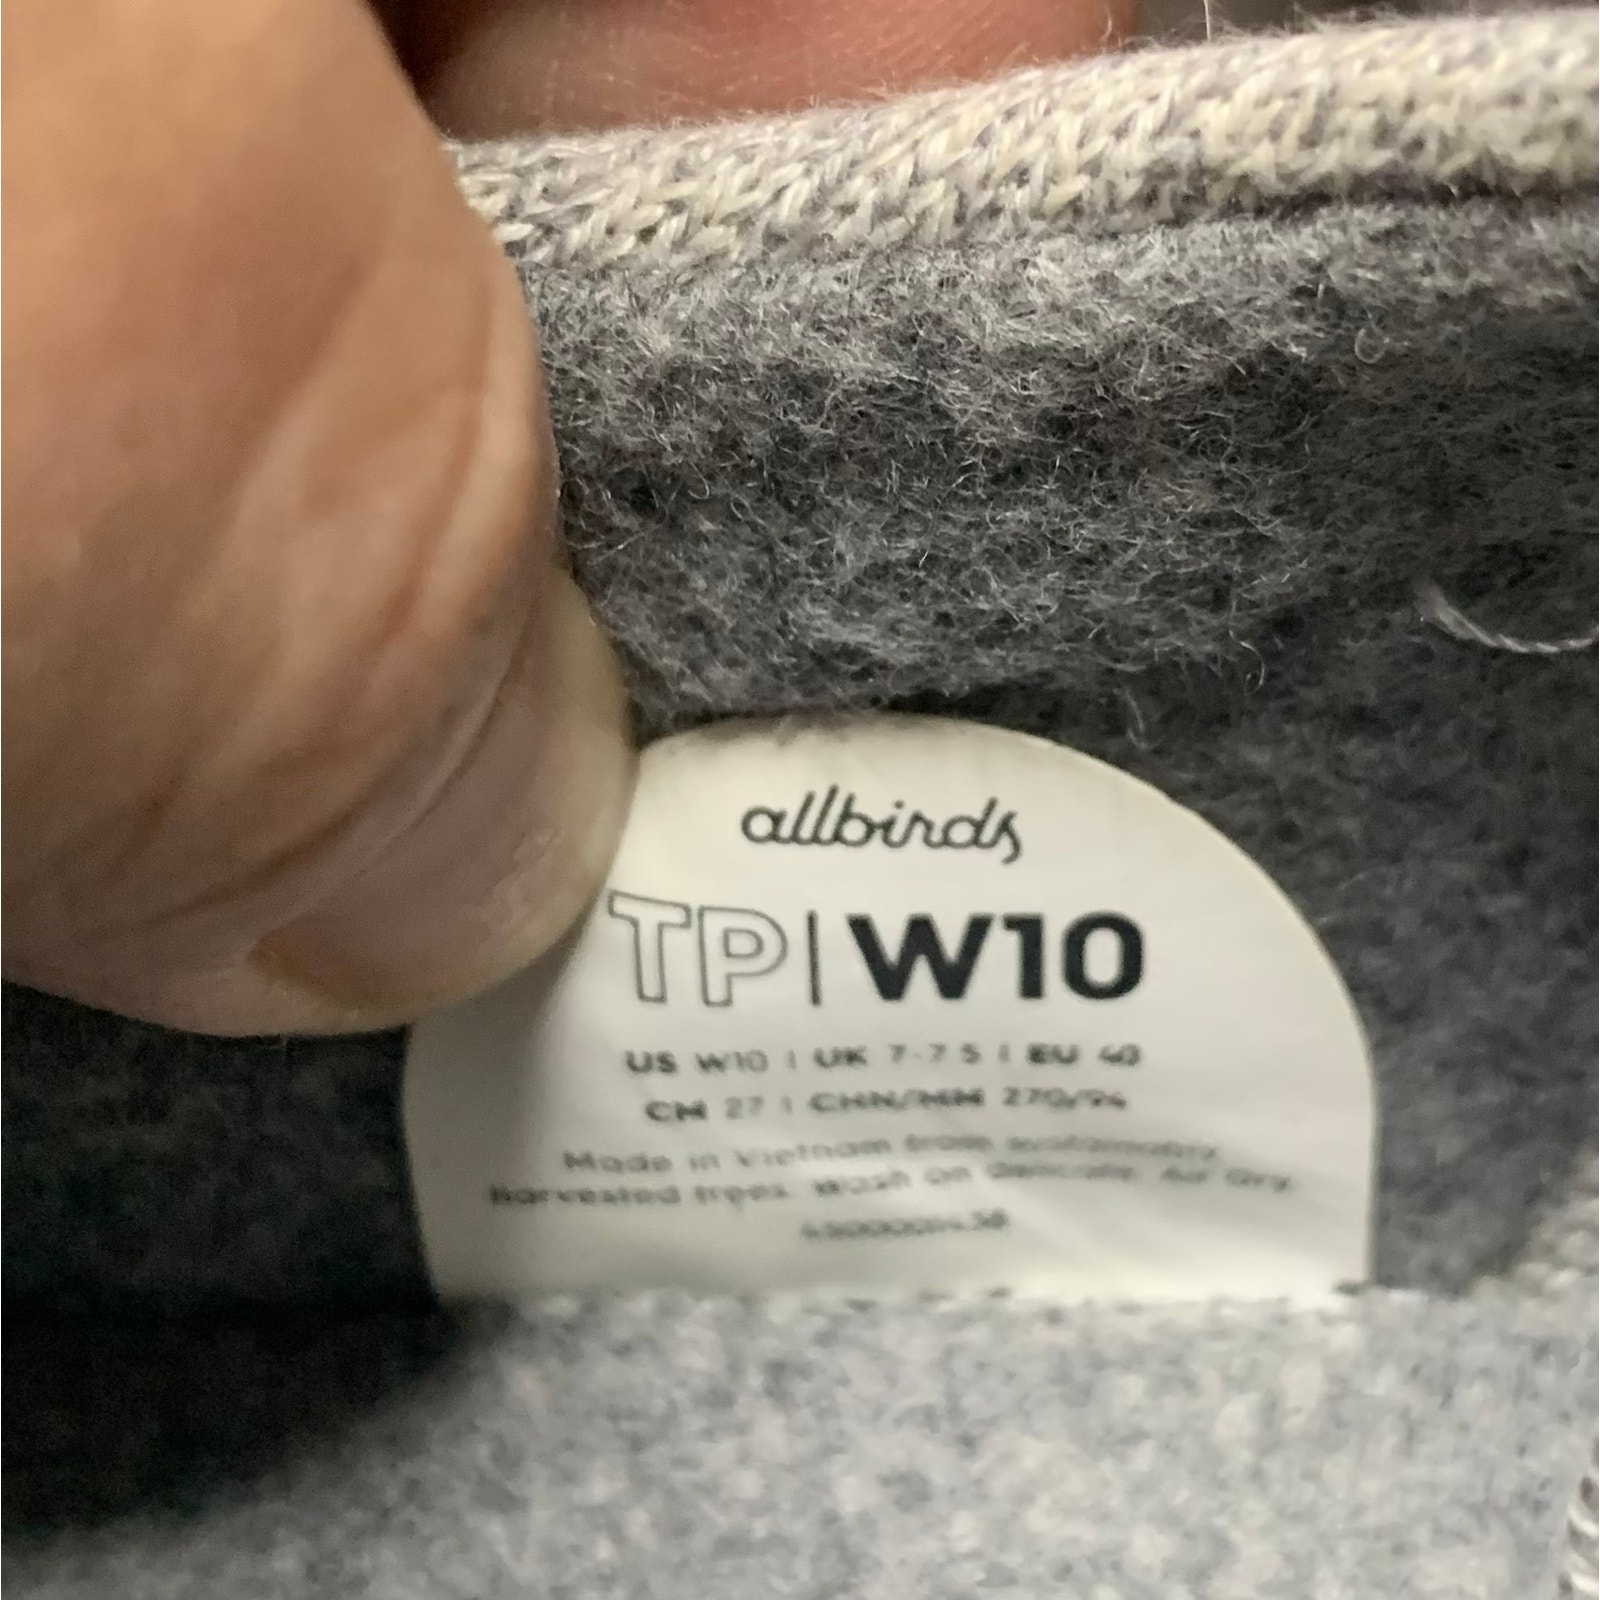 allbirds
TP | W10
US W10 | UK 7-7.5 | EU 40
CM 27 | CHN/MM 270/94
Made in Vietnam from sustainably
harvested trees. Wash on Delicate. Air Dry.